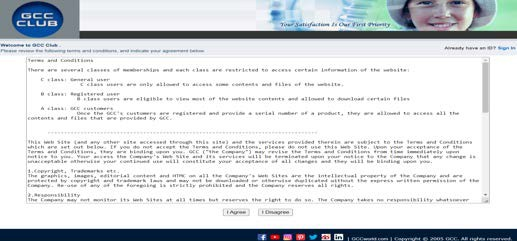 GCC
CLUB
Your Satisfaction Is Our First Priority
Welcome to GCC Club .
Please review the following terms and conditions, and indicate your agreement below.
Already have an ID? Sign In
Terms and Conditions
There are several classes of memberships and each class are restricted to access certain information of the website:
C class: General user
C class users are only allowed to access some contents and files of the website.
B class: Registered user
B class users are eligible to view most of the website contents and allowed to download certain files
A class: GCC customers
Once the GCC's customers are registered and provide a serial number of a product, they are allowed to access all the
contents and files that are provided by GCC.
--------------------------------------------------------------------------------
This Web Site (and any other site accessed through this site) and the services provided therein are subject to the Terms and Conditions
which are set out below. If you do not accept the Terms and Conditions, please do not use this Web Site. Upon your acceptance of the
Terms and Conditions, they are binding upon you. GCC ("The Company") may revise the Terms and Conditions from time immediately upon
notice to you. Your access the Company's Web Site and its services will be terminated upon your notice to the Company that any change is
unacceptable otherwise your continued use will constitute your acceptance of all changes and they will be binding upon you.
1.Copyright, Trademarks etc.
The graphics, images, editorial content and HTML on all the Company's Web Sites are the intellectual property of the Company and are
protected by copyright and trademark laws and may not be downloaded or otherwise duplicated without the express written permission of the
Company. Re-use of any of the foregoing is strictly prohibited and the Company reserves all rights.
2.Responsibility
The Company may not monitor its Web Sites at all times but reserves the right to do so. The Company takes no responsibility whatsoever
I Agree
I Disagree
| GCCworld.com | Copyright © 2005 GCC. All rights reserved.